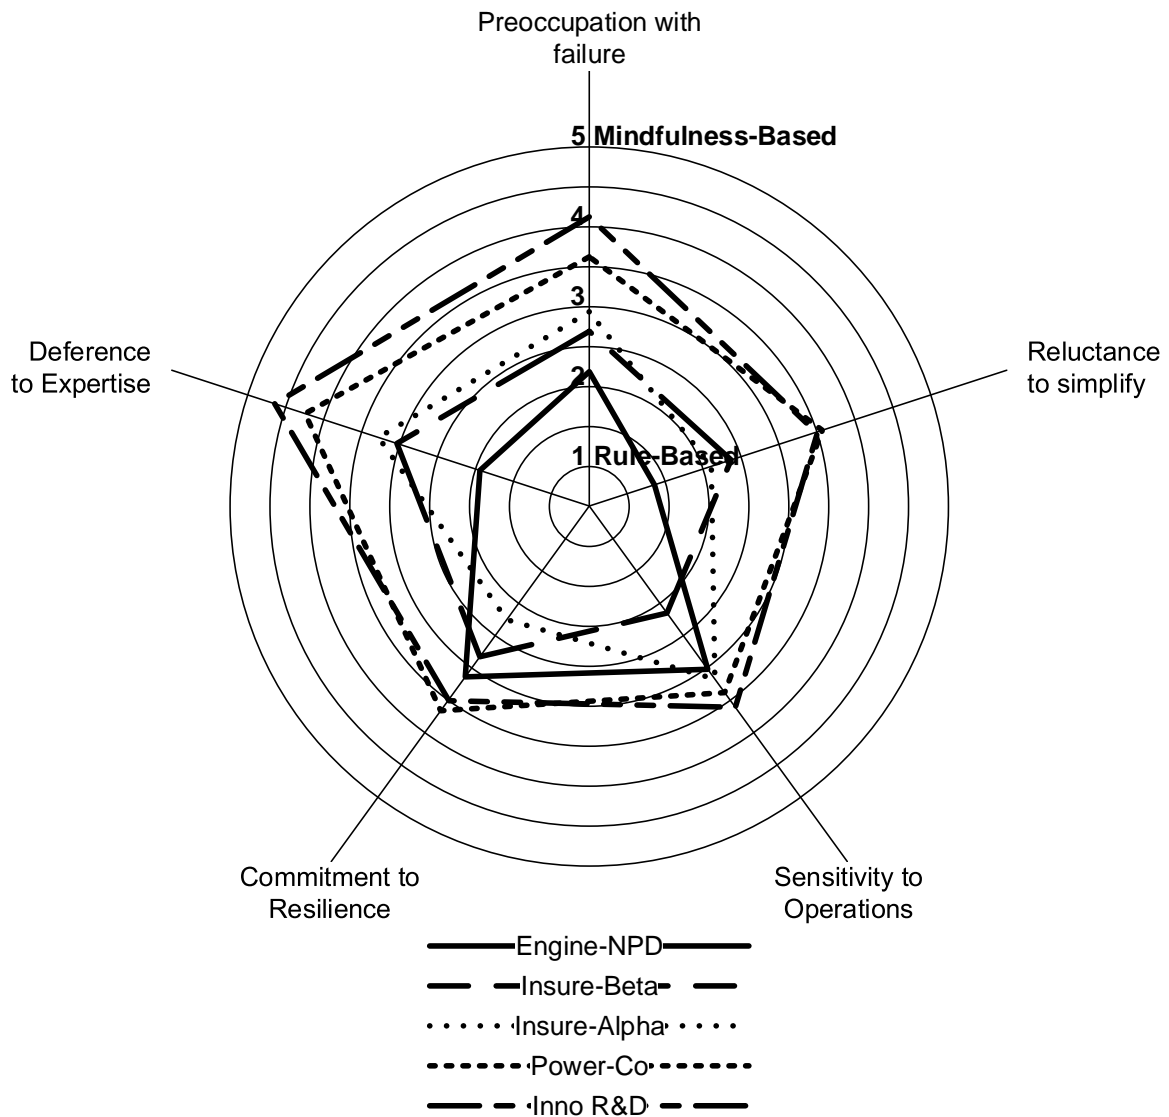 Preoccupation with
failure
5 Mindfulness-Based
4
3
2
1 Rule-Based
Deference
to Expertise
Reluctance
to simplify
Commitment to
Resilience
Sensitivity to
Operations
Engine-NPD
Insure-Beta
Insure-Alpha
Power-Co
Inno R&D